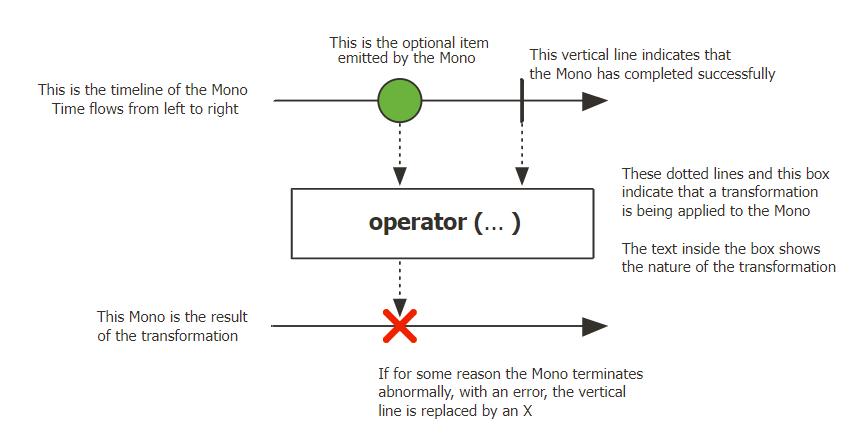 This is the optional item
emitted by the Mono
This vertical line indicates that
the Mono has completed successfully
This is the timeline of the Mono
Time flows from left to right
These dotted lines and this box
indicate that a transformation
is being applied to the Mono
operator (... )
The text inside the box shows
the nature of the transformation
This Mono is the result
of the transformation
If for some reason the Mono terminates
abnormally, with an error, the vertical
line is replaced by an X